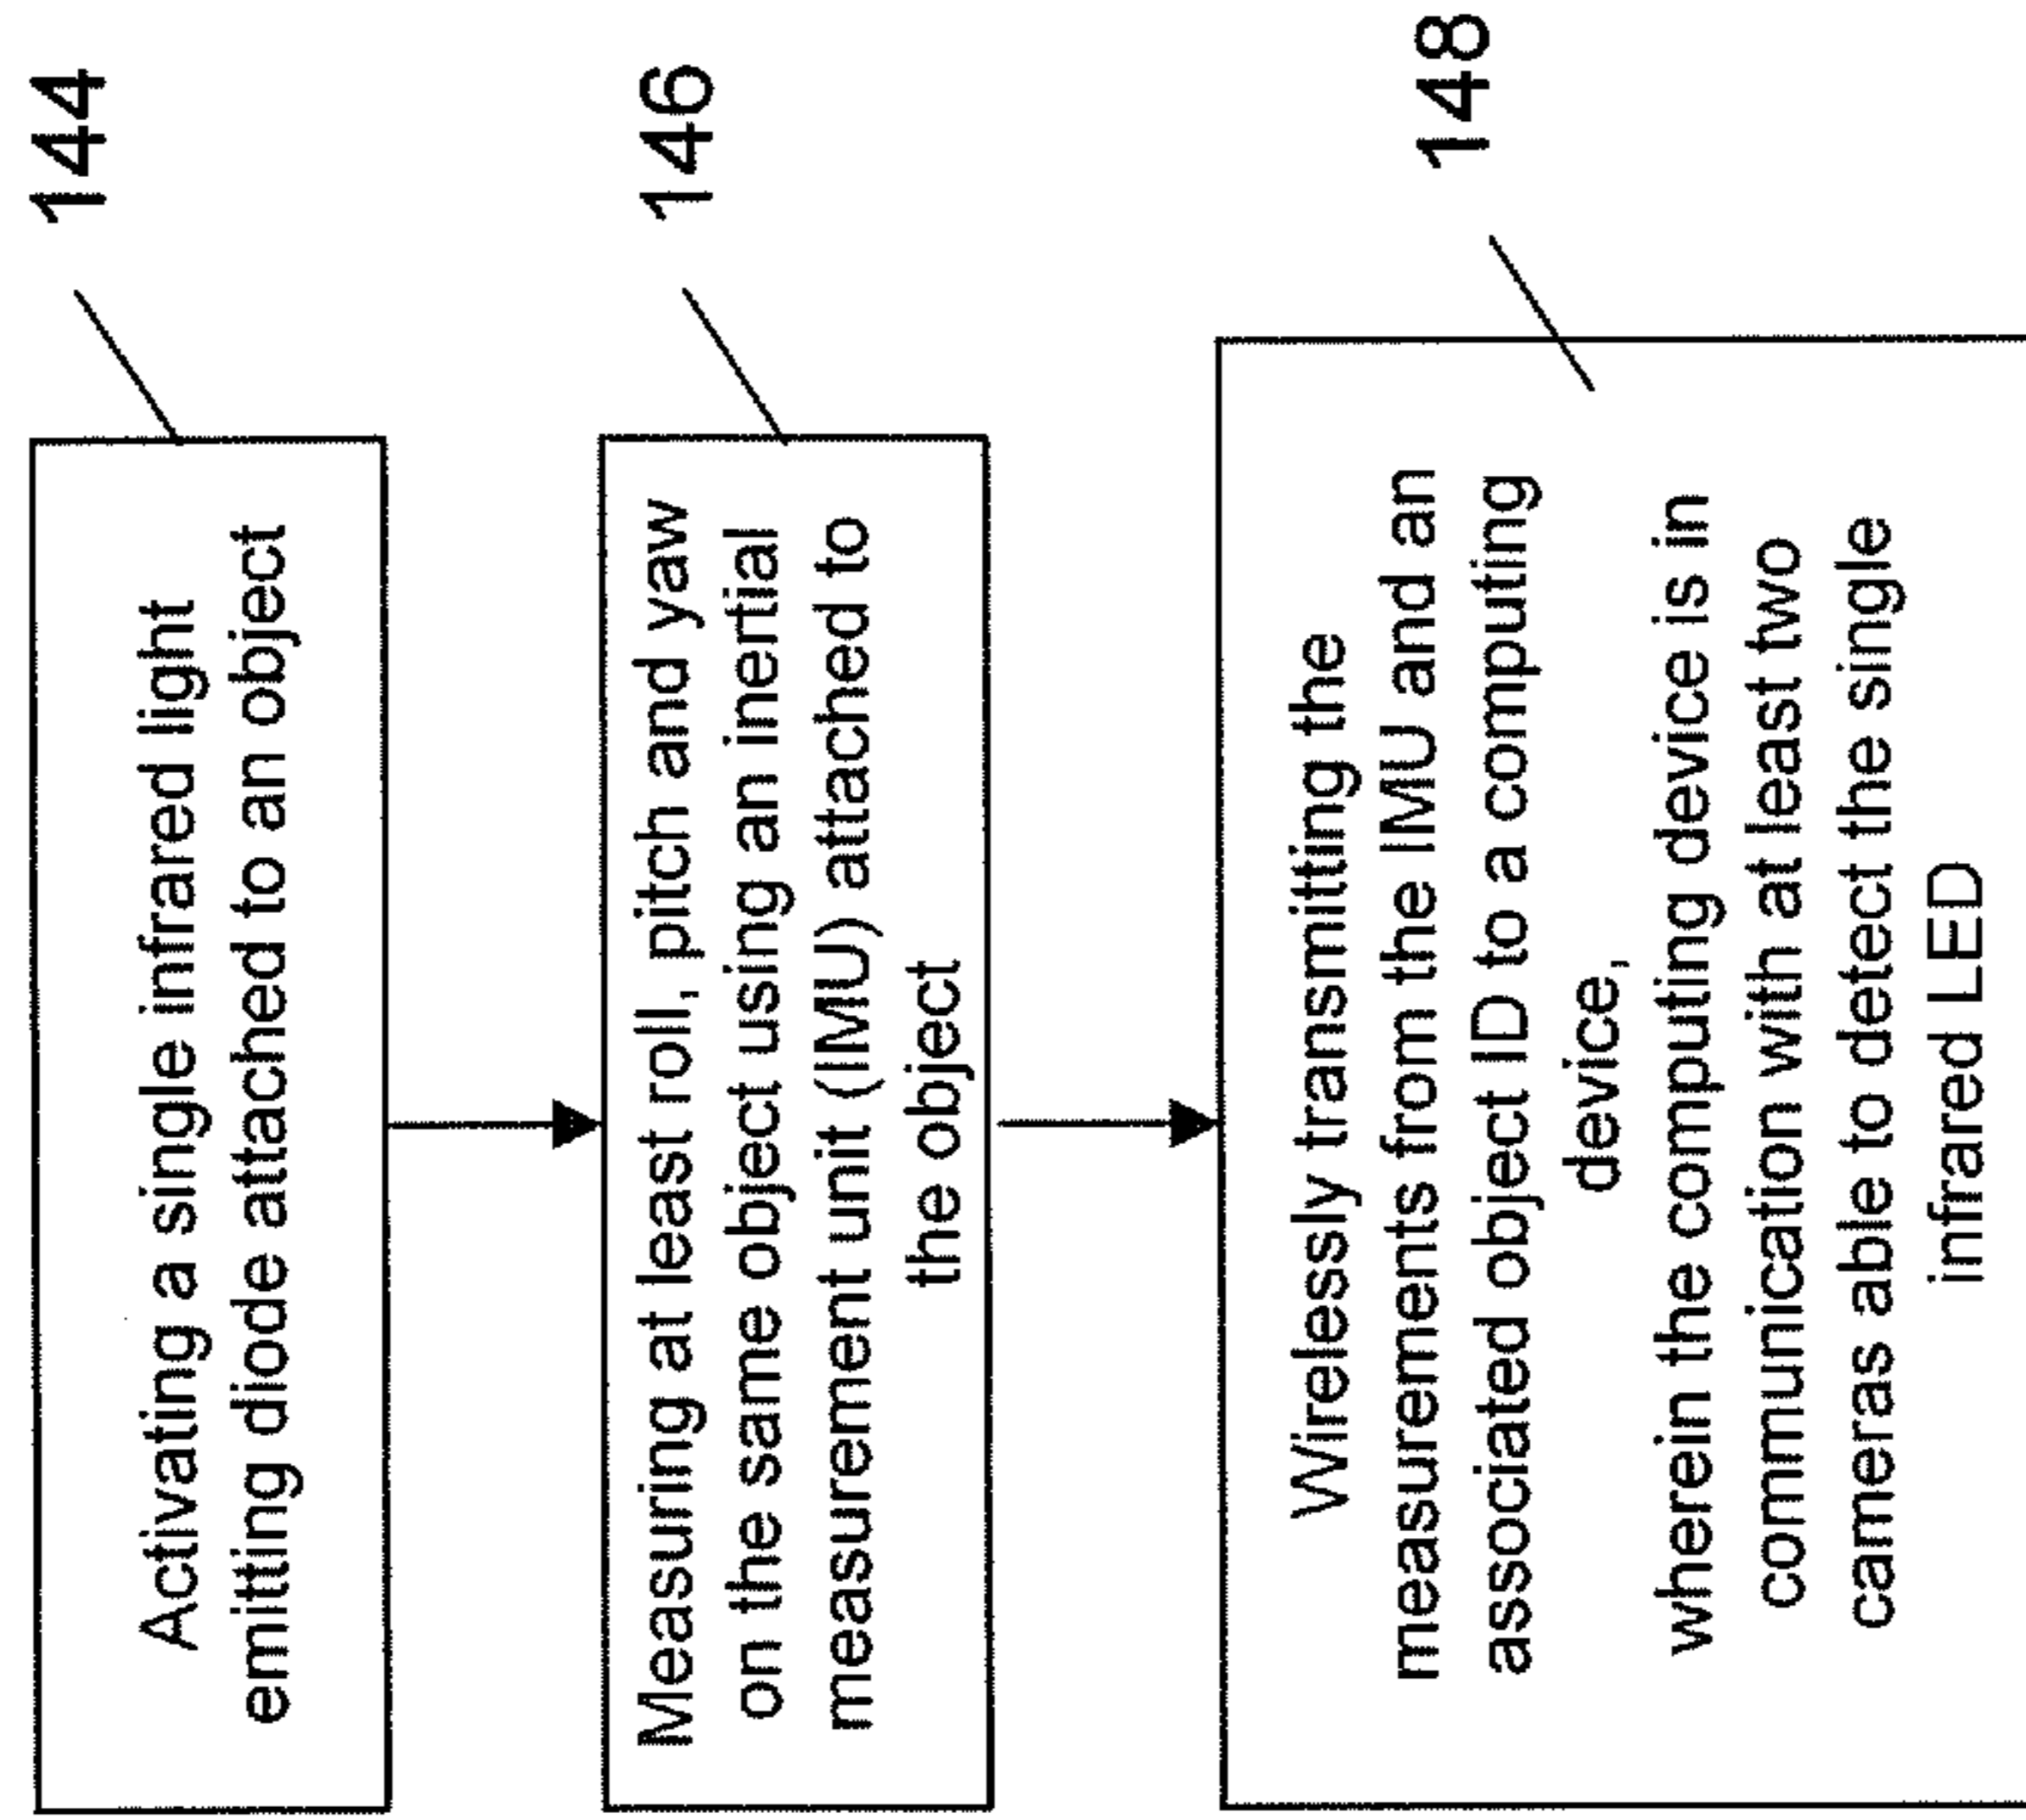 144
Activating a single infrared light
emitting diode attached to an object
146
Measuring at least roll, pitch and yaw
on the same object using an inertial
measurement unit (IMU) attached to
the object
148
Wirelessly transmitting the
measurements from the IMU and an
associated object ID to a computing
device,
wherein the computing device is in
communication with at least two
cameras able to detect the single
infrared LED